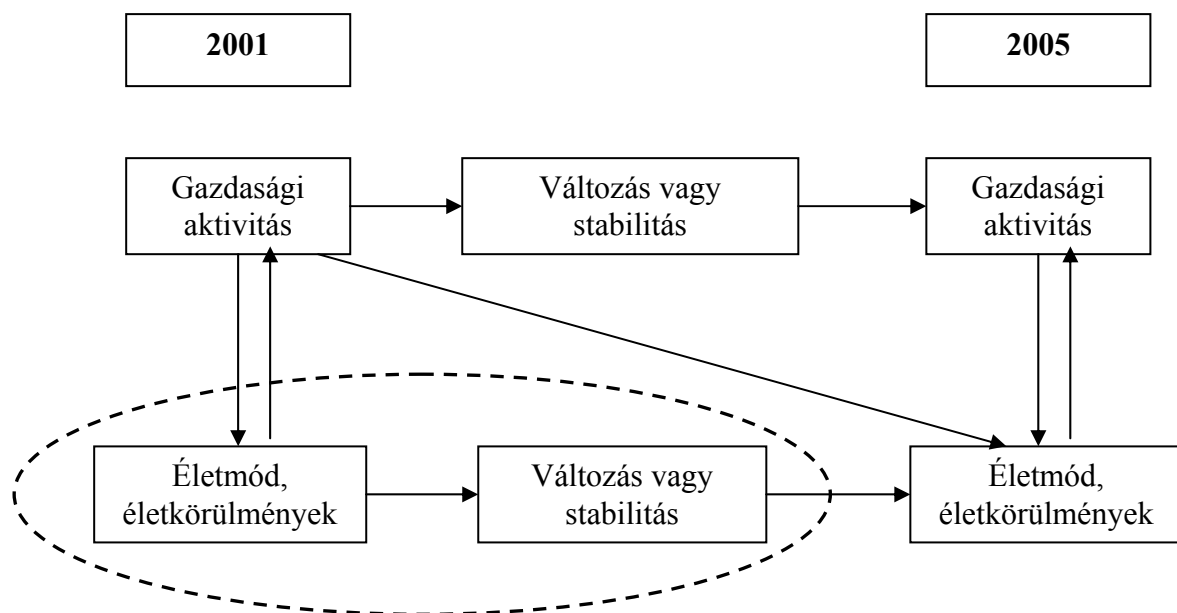 2001
2005
Gazdasági
aktivitás
Változás vagy
stabilitás
Gazdasági
aktivitás
Életmód,
életkörülmények
Változás vagy
stabilitás
Életmód,
életkörülmények